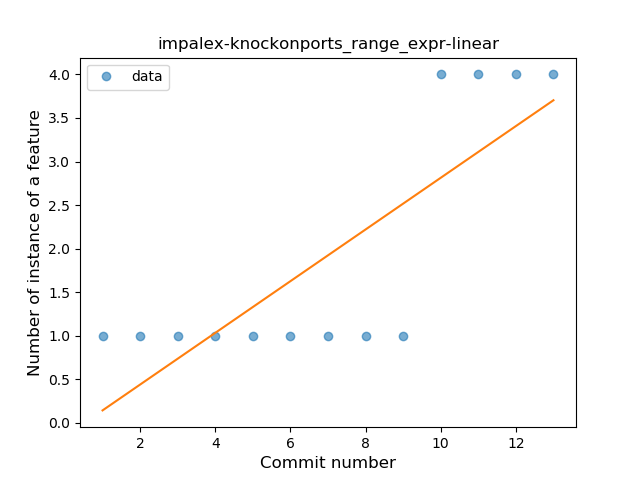 impalex-knockonports_range_expr-linear
data
Number of instance of a feature
4.0
3.5
3.0
2.5
2.0
1.5
1.0
0.5
0.0
2 4 6 8 10 12
Commit number